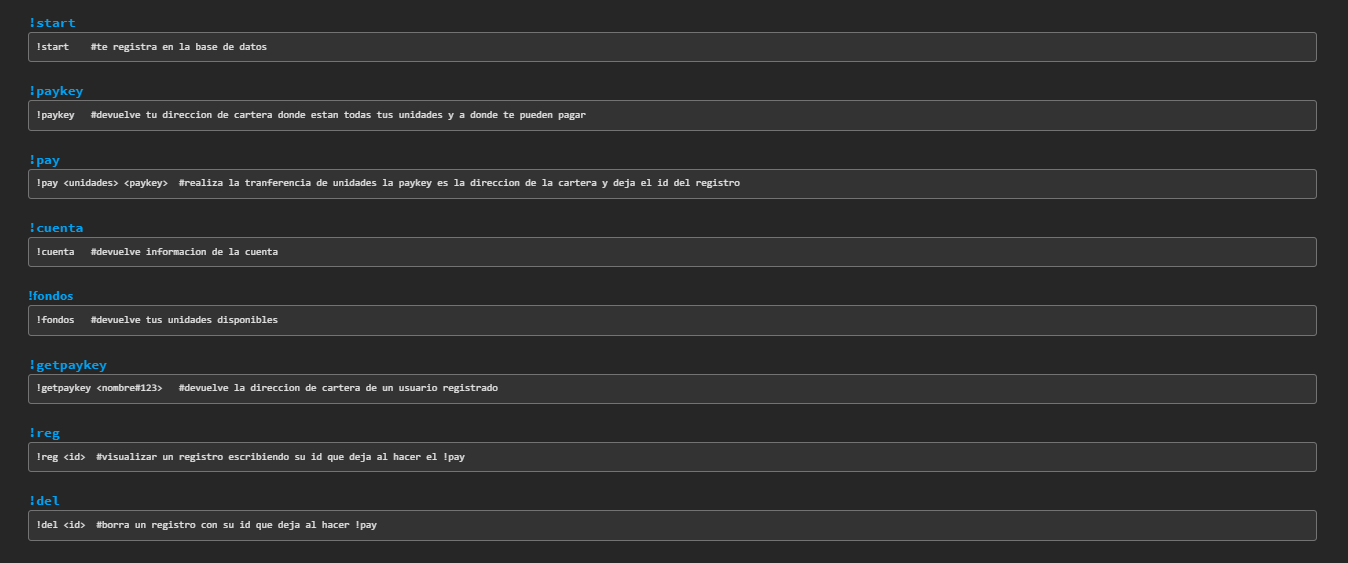 !start
!start    #te registra en la base de datos
!paykey
!paykey   #devuelve tu direccion de cartera donde estan todas tus unidades y a donde te pueden pagar
!pay
!pay <unidades> <paykey>  #realiza la tranferencia de unidades la paykey es la direccion de la cartera y deja el id del registro
!cuenta
!cuenta   #devuelve informacion de la cuenta
!fondos
!fondos   #devuelve tus unidades disponibles
!getpaykey
!getpaykey <nombre#123>   #devuelve la direccion de cartera de un usuario registrado
!reg
!reg <id>  #visualizar un registro escribiendo su id que deja al hacer el !pay
!del
!del <id>  #borra un registro con su id que deja al hacer !pay